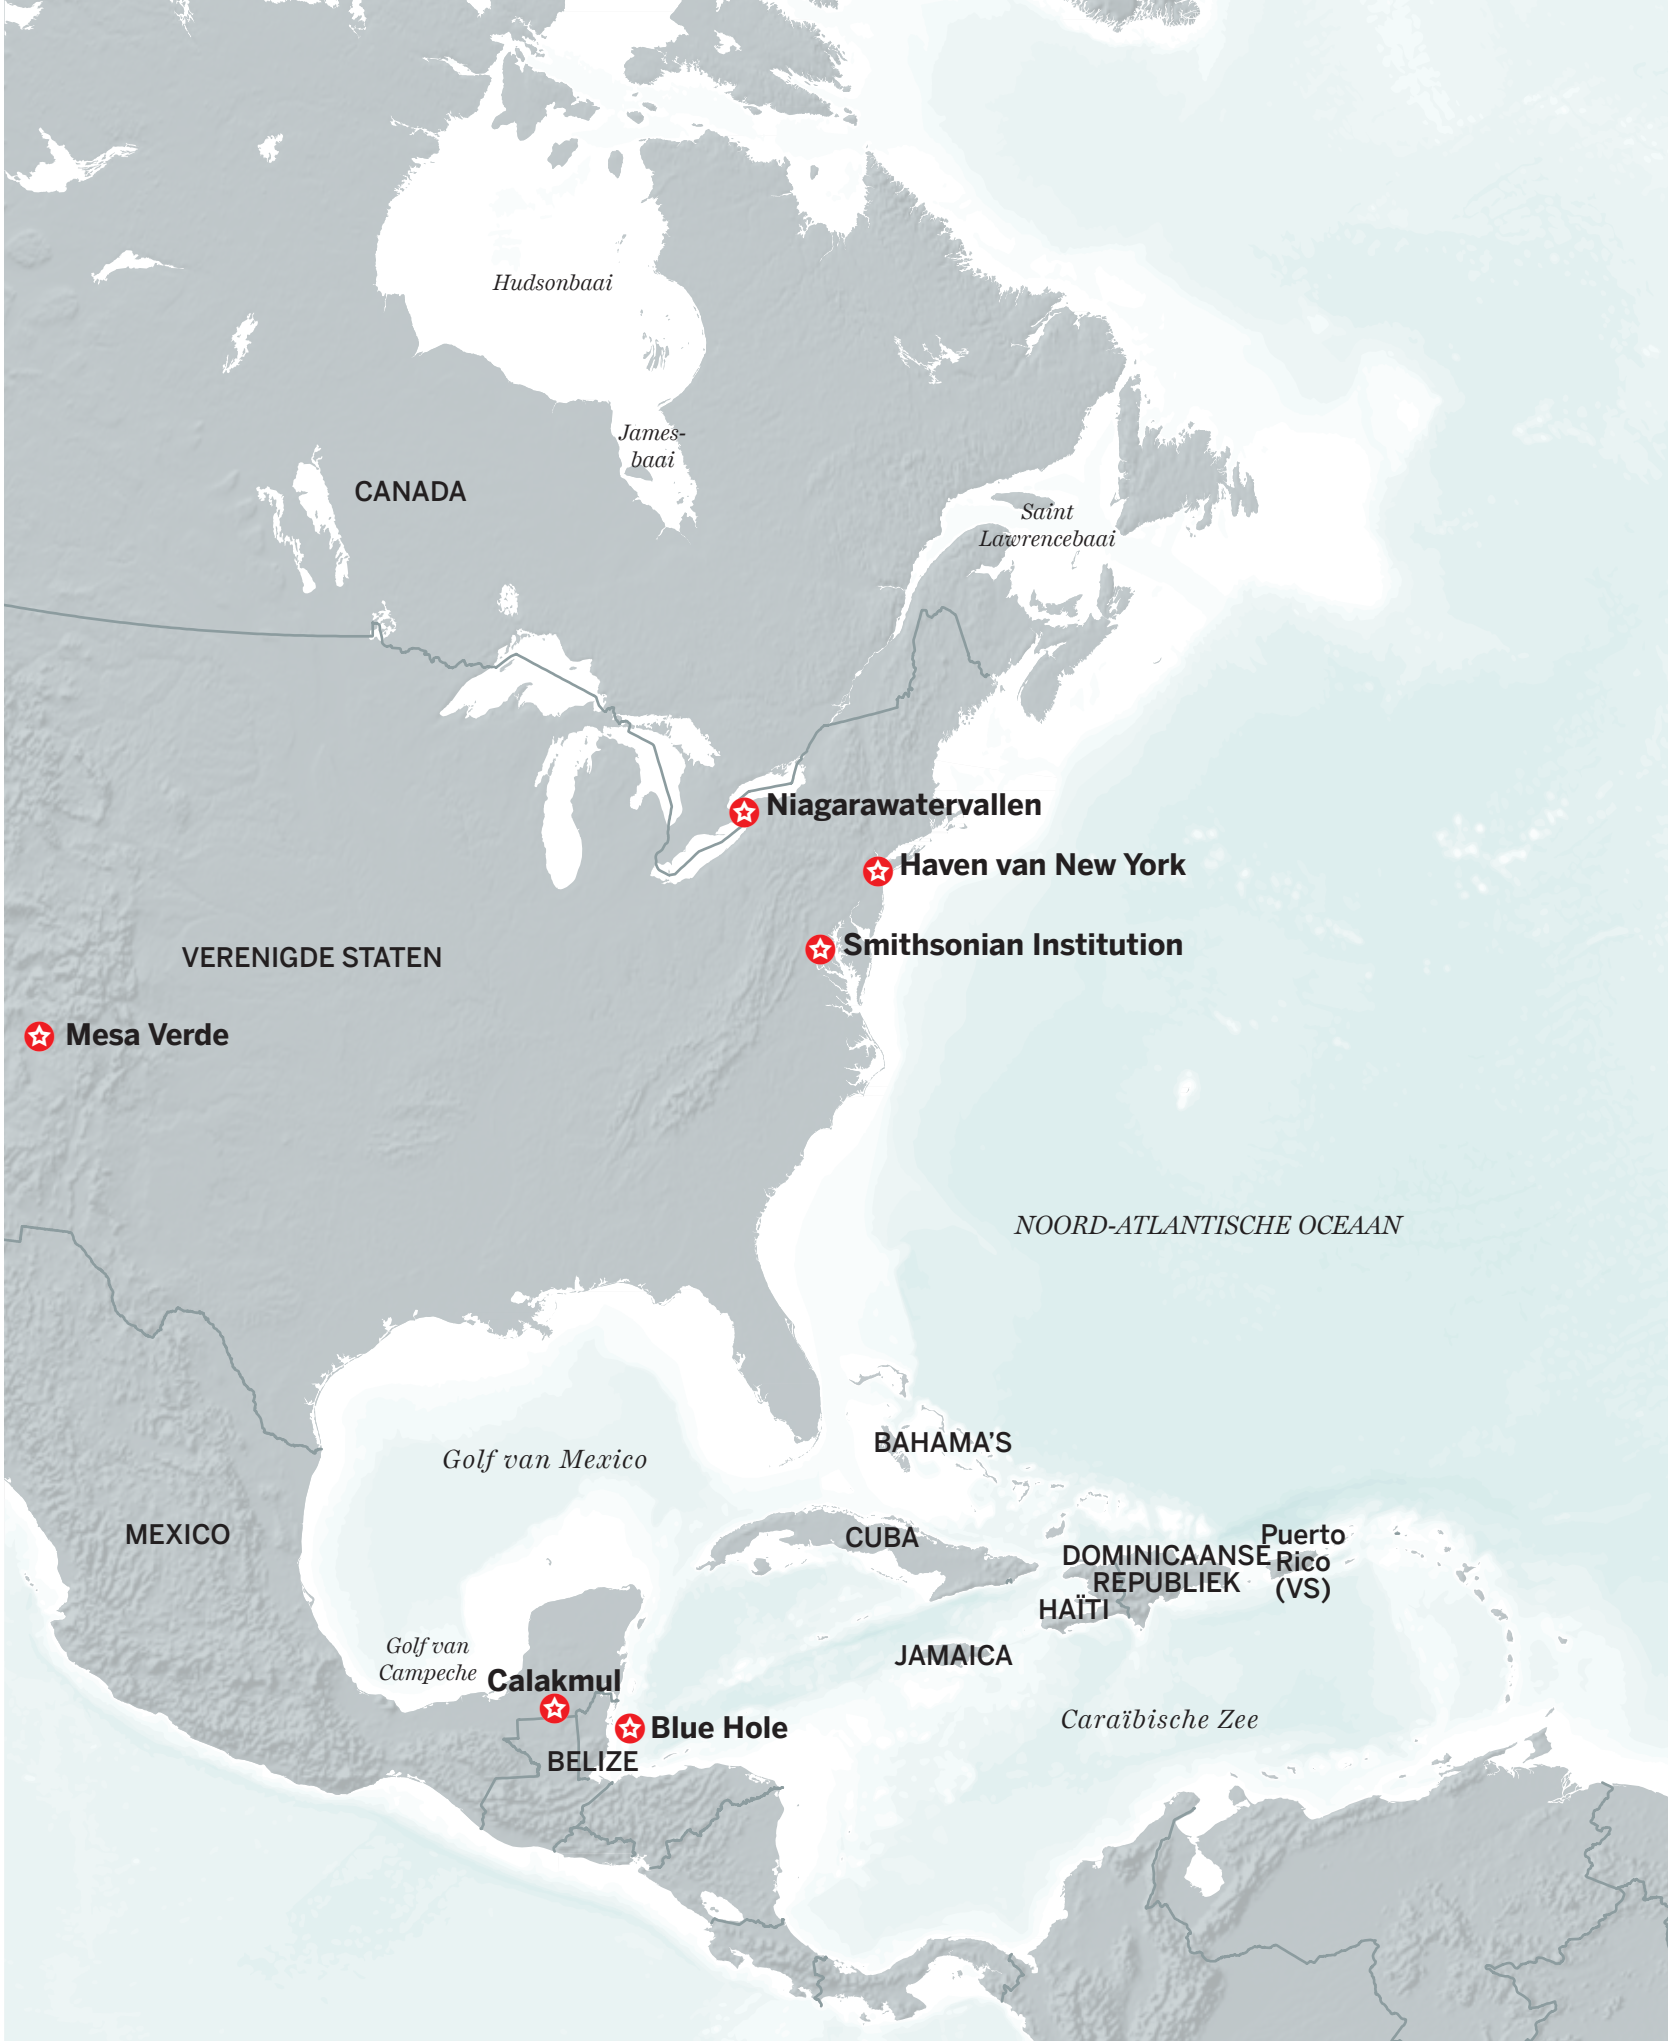 Hudsonbaai
James-
baai
CANADA
Saint
Lawrencebaai
Niagarawatervallen
Haven van New York
Smithsonian Institution
VERENIGDE STATEN
Mesa Verde
NOORD-ATLANTISCHE OCEAAN
BAHAMA'S
Golf van Mexico
MEXICO
CUBA
Puerto
Rico
(VS)
DOMINICAANSE
REPUBLIEK
HAÏTI
JAMAICA
Golf van
Campeche
Calakmul
Blue Hole
Caraïbische Zee
BELIZE